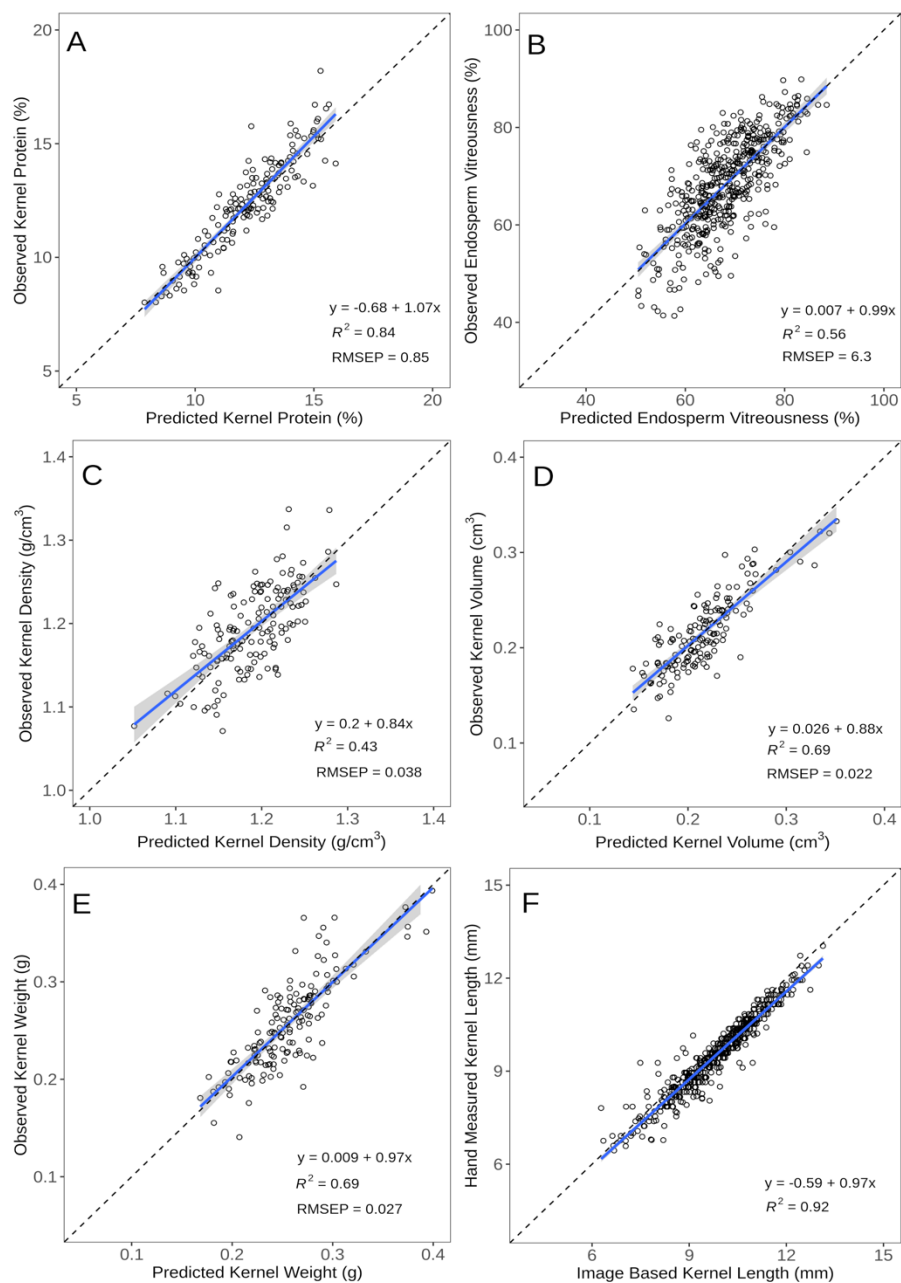 A
20
15
10
5
Observed Kernel Protein (%)
y = -0.68 + 1.07x
R² = 0.84
RMSEP = 0.85
5 10 15 20
Predicted Kernel Protein (%)
B
100
80
60
40
Observed Endosperm Vitreousness (%)
y = 0.007 + 0.99x
R² = 0.56
RMSEP = 6.3
40 60 80 100
Predicted Endosperm Vitreousness (%)
C
1.4
1.3
1.2
1.1
1.0
Observed Kernel Density (g/cm³)
y = 0.2 + 0.84x
R² = 0.43
RMSEP = 0.038
1.0 1.1 1.2 1.3 1.4
Predicted Kernel Density (g/cm³)
D
0.4
0.3
0.2
0.1
Observed Kernel Volume (cm³)
y = 0.026 + 0.88x
R² = 0.69
RMSEP = 0.022
0.1 0.2 0.3 0.4
Predicted Kernel Volume (cm³)
E
0.4
0.3
0.2
0.1
Observed Kernel Weight (g)
y = 0.009 + 0.97x
R² = 0.69
RMSEP = 0.027
0.1 0.2 0.3 0.4
Predicted Kernel Weight (g)
F
15
12
9
6
Hand Measured Kernel Length (mm)
y = -0.59 + 0.97x
R² = 0.92
6 9 12 15
Image Based Kernel Length (mm)